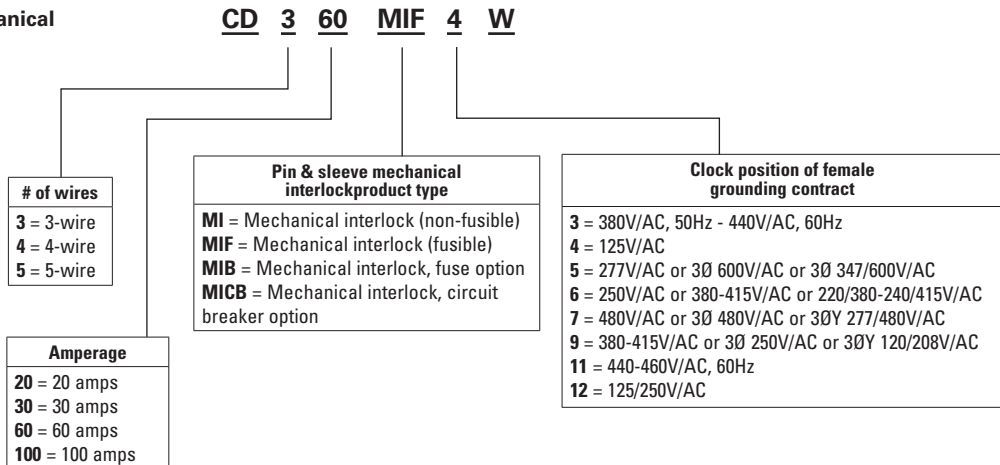 anical
CD 3 60 MIF 4 W
# of wires
3 = 3-wire
4 = 4-wire
5 = 5-wire
Amperage
20 = 20 amps
30 = 30 amps
60 = 60 amps
100 = 100 amps
Pin & sleeve mechanical
interlockproduct type
MI = Mechanical interlock (non-fusible)
MIF = Mechanical interlock (fusible)
MIB = Mechanical interlock, fuse option
MICB = Mechanical interlock, circuit
breaker option
Clock position of female
grounding contract
3 = 380V/AC, 50Hz - 440V/AC, 60Hz
4 = 125V/AC
5 = 277V/AC or 3Ø 600V/AC or 3Ø 347/600V/AC
6 = 250V/AC or 380-415V/AC or 220/380-240/415V/AC
7 = 480V/AC or 3Ø 480V/AC or 3ØY 277/480V/AC
9 = 380-415V/AC or 3Ø 250V/AC or 3ØY 120/208V/AC
11 = 440-460V/AC, 60Hz
12 = 125/250V/AC